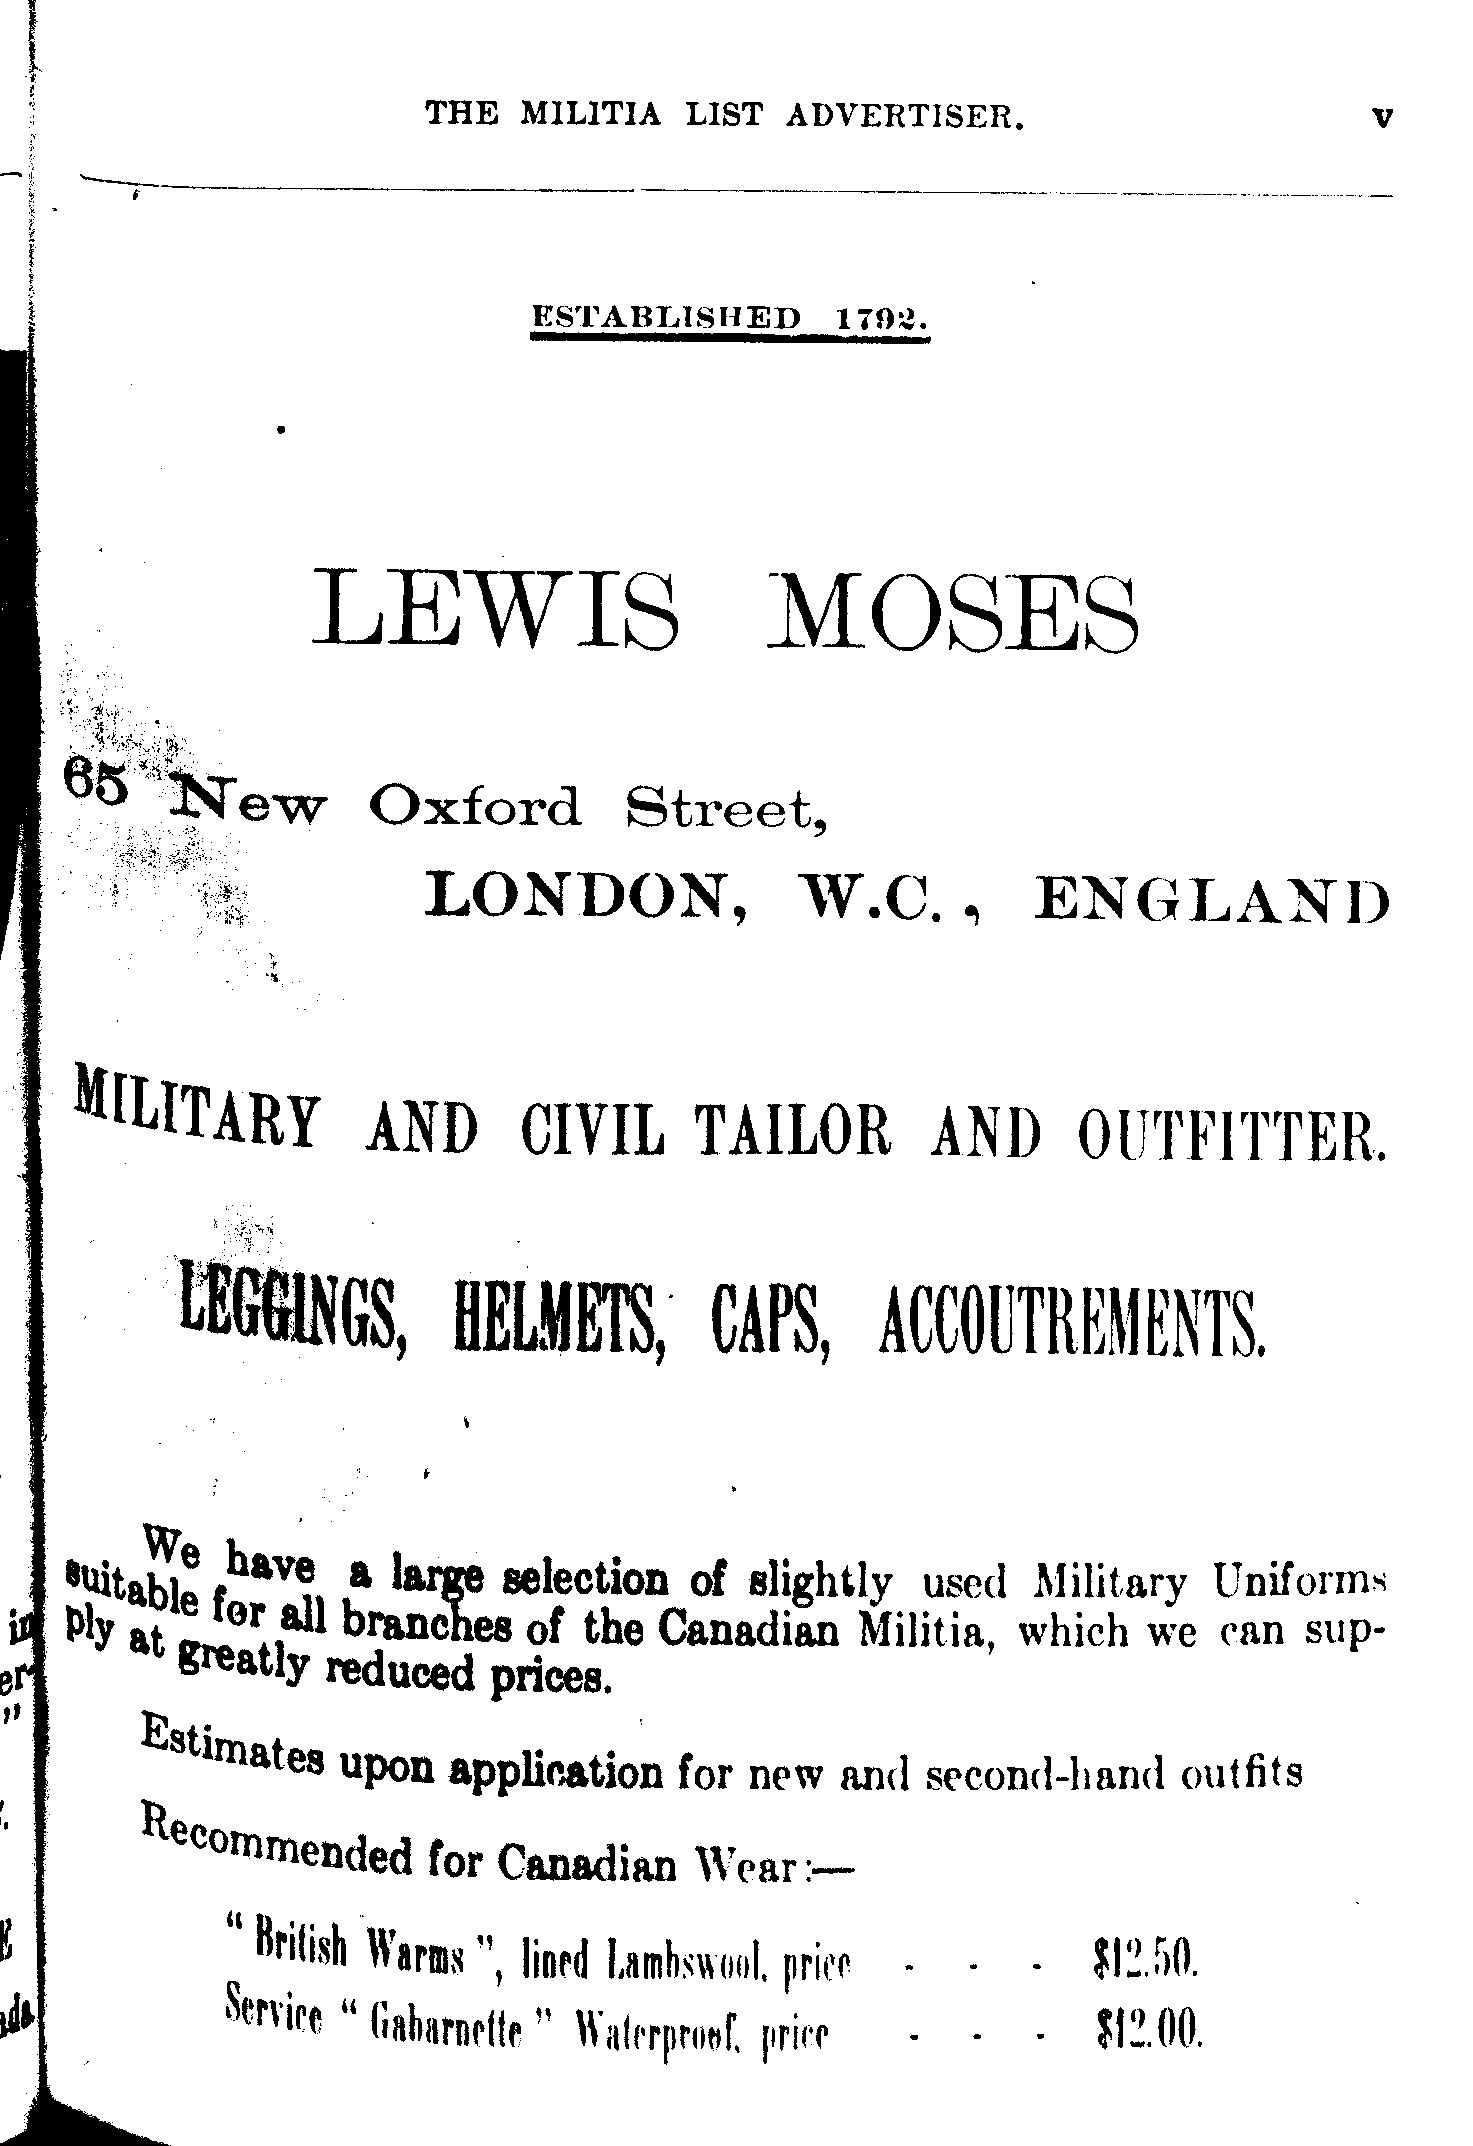 THE MILITIA LIST ADVERTISER. v
ESTABLISHED 1792.
LEWIS MOSES
65 New Oxford Street,
LONDON, W.C., ENGLAND
MILITARY AND CIVIL TAILOR AND OUTFITTER.
LEGGINGS, HELMETS, CAPS, ACCOUTREMENTS.
We have a large selection of slightly used Military Uniforms
suitable for all branches of the Canadian Militia, which we can sup-
ply at greatly reduced prices.
Estimates upon application for new and second-hand outfits
Recommended for Canadian Wear:—
"British Warms", lined Lambswool, price - - - $12.50.
Service "Gabarnette" Waterproof, price - - - $12.00.